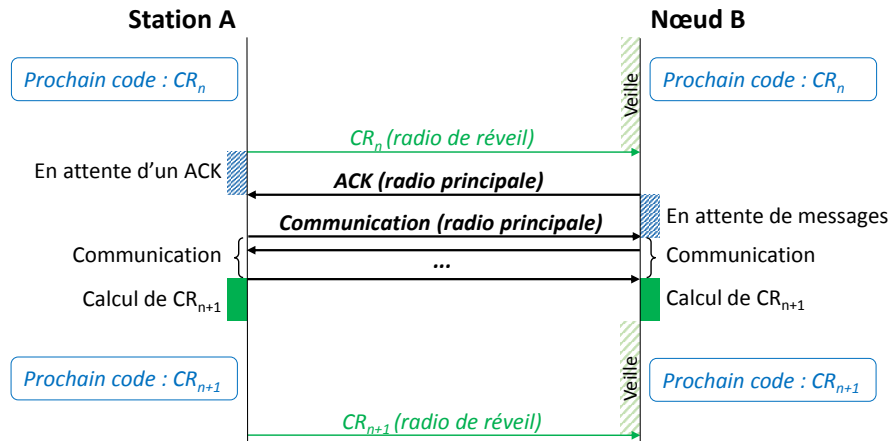 Station A
Nœud B
Prochain code : CRn
Veille
Prochain code : CRn
CRn (radio de réveil)
En attente d’un ACK
ACK (radio principale)
Communication (radio principale)
En attente de messages
Communication
...
Communication
Calcul de CRn+1
Calcul de CRn+1
Prochain code : CRn+1
Veille
Prochain code : CRn+1
CRn+1 (radio de réveil)